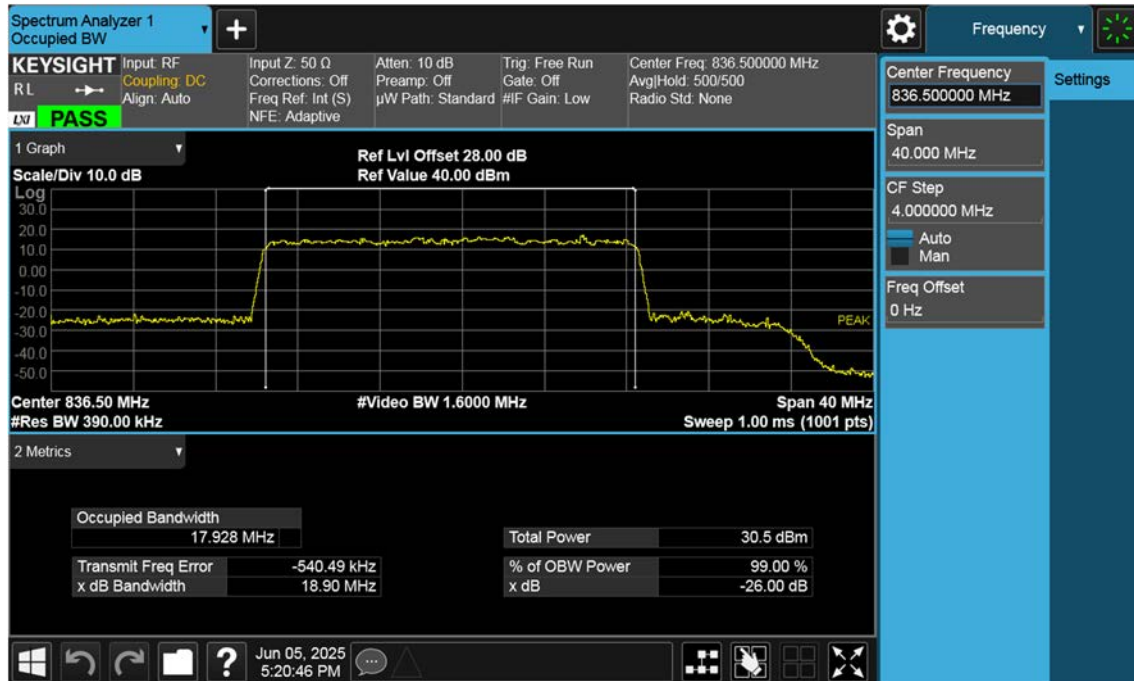 Spectrum Analyzer 1
Occupied BW
Frequency
KEYSIGHT
RL
LXI PASS
Input: RF
Coupling: DC
Align: Auto
Input Z: 50 Ω
Corrections: Off
Freq Ref: Int (S)
NFE: Adaptive
Atten: 10 dB
Preamp: Off
µW Path: Standard
Trig: Free Run
Gate: Off
#IF Gain: Low
Center Freq: 836.500000 MHz
Avg|Hold: 500/500
Radio Std: None
Center Frequency
836.500000 MHz
Settings
Span
40.000 MHz
CF Step
4.000000 MHz
Auto
Man
Freq Offset
0 Hz
1 Graph
Scale/Div 10.0 dB
Ref Lvl Offset 28.00 dB
Ref Value 40.00 dBm
Log
30.0
20.0
10.0
0.00
-10.0
-20.0
-30.0
-40.0
-50.0
PEAK
Center 836.50 MHz
#Video BW 1.6000 MHz
Span 40 MHz
#Res BW 390.00 kHz
Sweep 1.00 ms (1001 pts)
2 Metrics
Occupied Bandwidth
17.928 MHz
Total Power 30.5 dBm
Transmit Freq Error -540.49 kHz
% of OBW Power 99.00 %
x dB Bandwidth 18.90 MHz
x dB -26.00 dB
?
Jun 05, 2025
5:20:46 PM